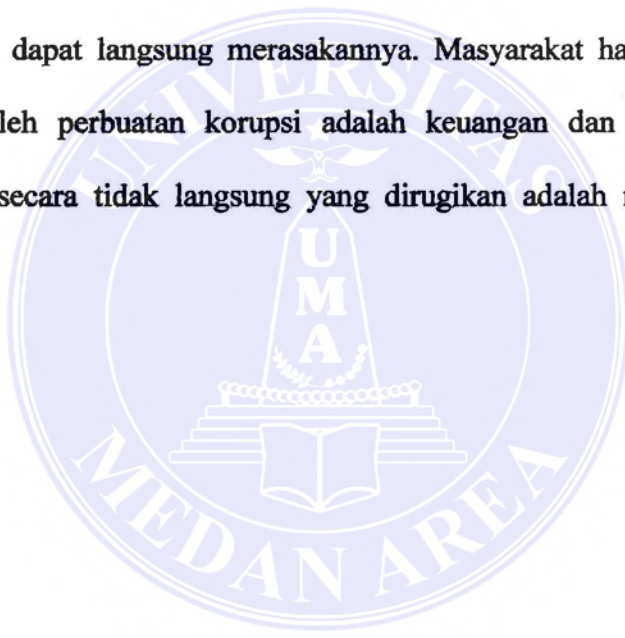 dapat langsung merasakannya. Masyarakat ha
leh perbuatan korupsi adalah keuangan dan
secara tidak langsung yang dirugikan adalah
UNIVERSITAS
U
M
A
MEDAN AREA